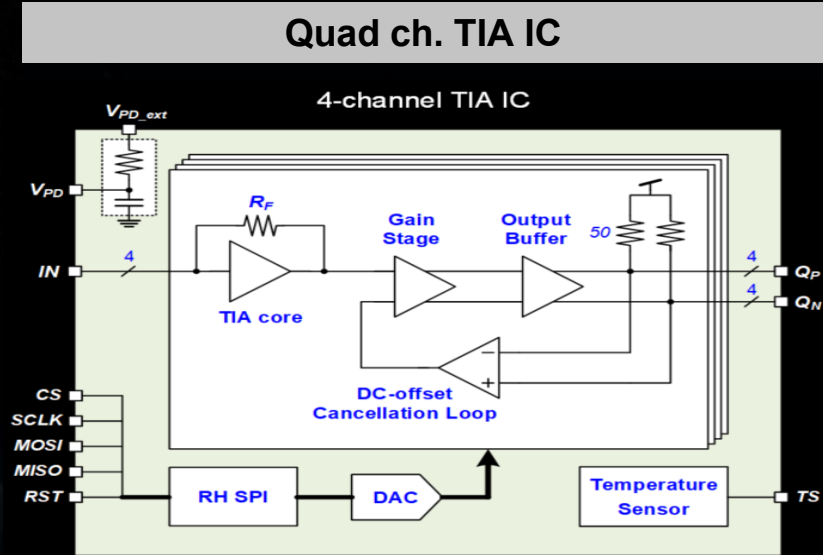 Quad ch. TIA IC
4-channel TIA IC
VPD_ext
VPD
RF
Gain
Stage
Output
Buffer
50
IN
4
4
QP
4
QN
TIA core
DC-offset
Cancellation Loop
CS
SCLK
MOSI
MISO
RST
RH SPI
DAC
Temperature
Sensor
TS